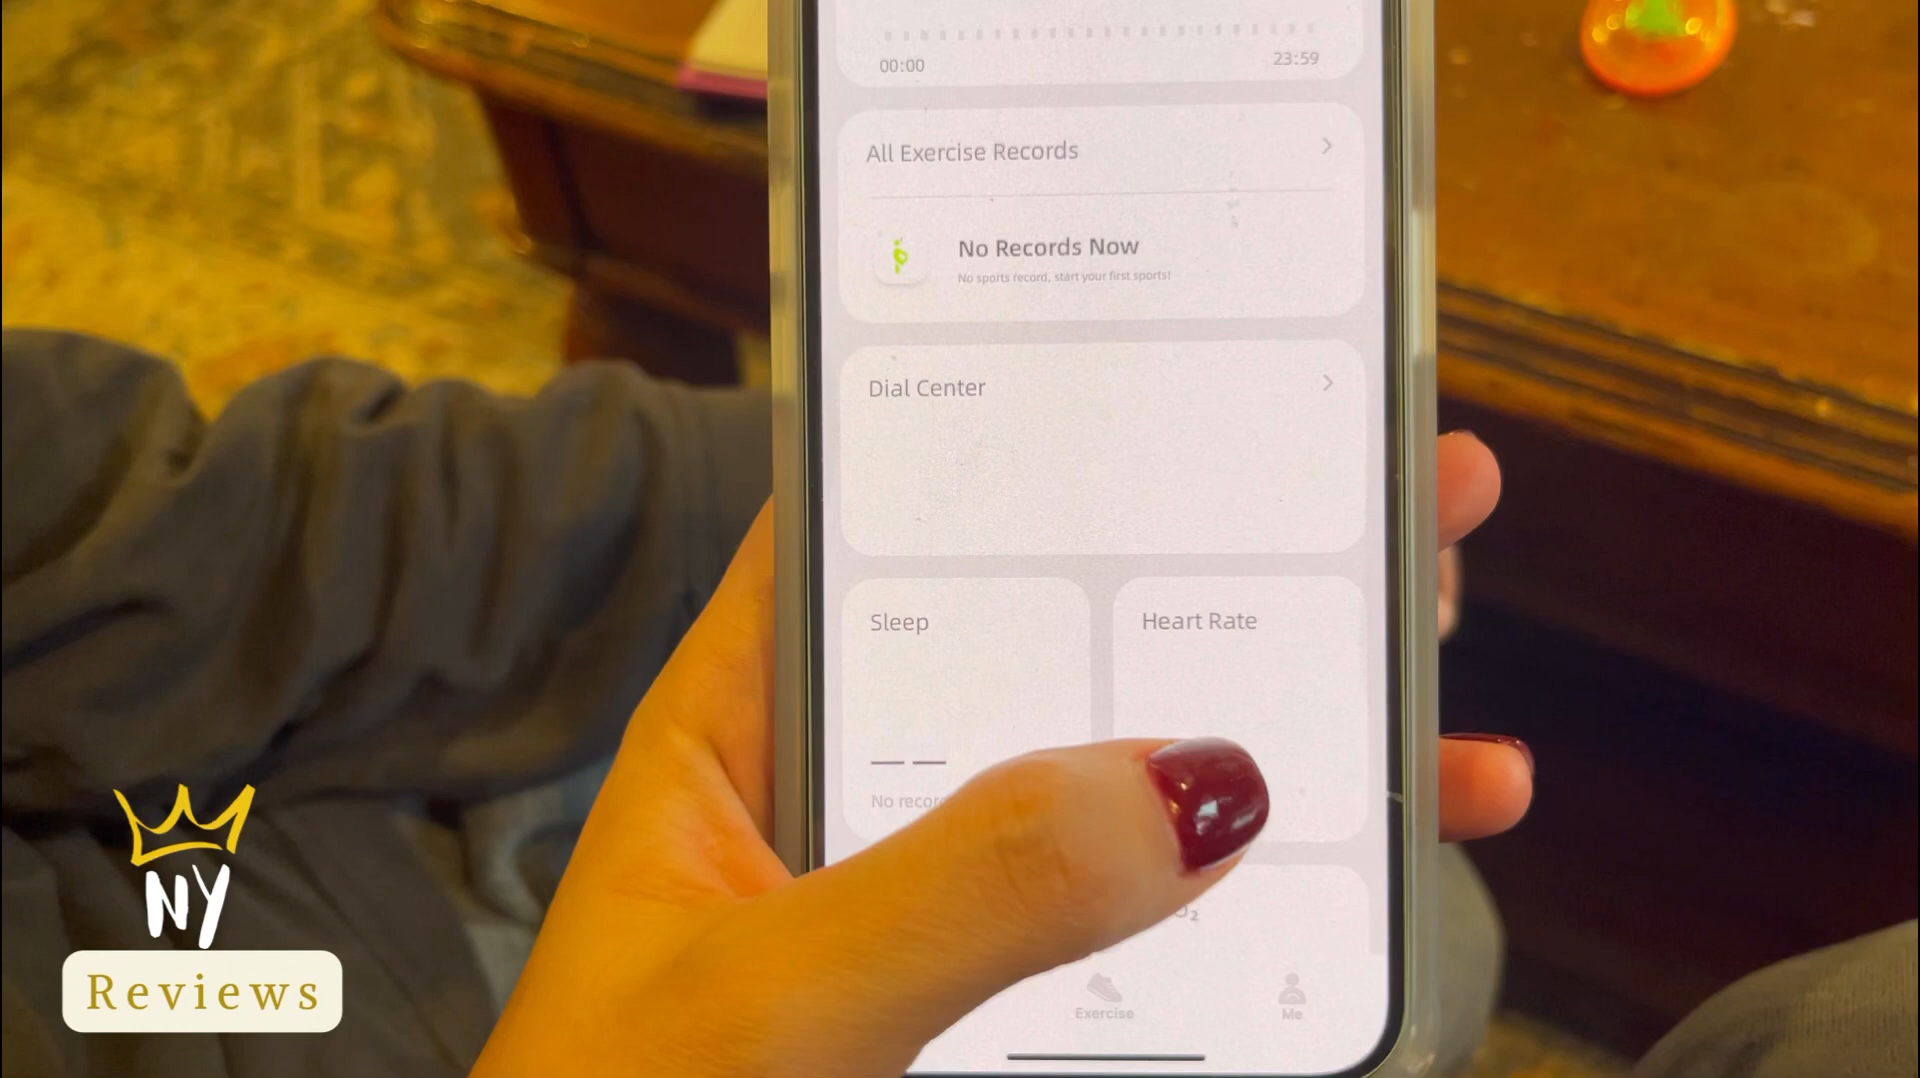 00:00 23:59
All Exercise Records
No Records Now
No sports record, start your first sports!
Dial Center
Sleep Heart Rate
No
Exercise Me
NY
Reviews